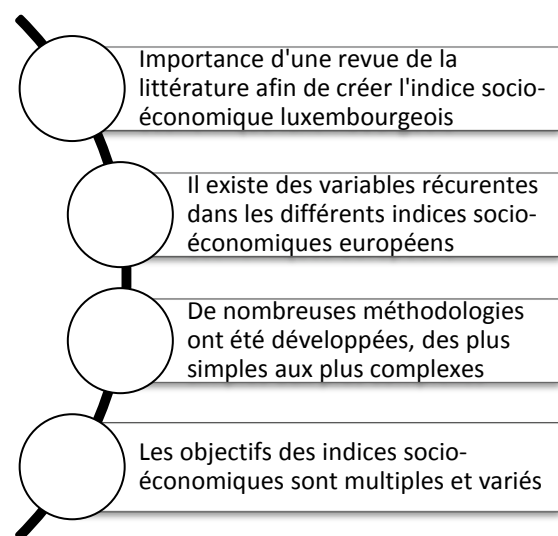 Importance d'une revue de la
littérature afin de créer l'indice socio-
économique luxembourgeois
Il existe des variables récurentes
dans les différents indices socio-
économiques européens
De nombreuses méthodologies
ont été développées, des plus
simples aux plus complexes
Les objectifs des indices socio-
économiques sont multiples et variés